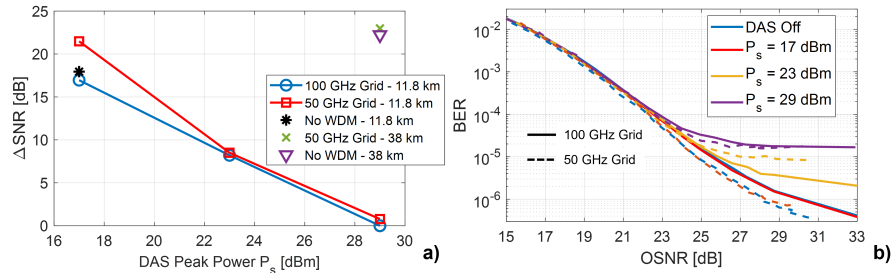 25
20
15
10
5
0
16
18
20
22
24
26
28
30
ΔSNR [dB]
DAS Peak Power Ps [dBm]
100 GHz Grid - 11.8 km
50 GHz Grid - 11.8 km
No WDM - 11.8 km
50 GHz Grid - 38 km
No WDM - 38 km
a)
10-2
10-3
10-4
10-5
10-6
15
17
19
21
23
25
27
29
31
33
BER
OSNR [dB]
DAS Off
Ps = 17 dBm
Ps = 23 dBm
Ps = 29 dBm
100 GHz Grid
50 GHz Grid
b)